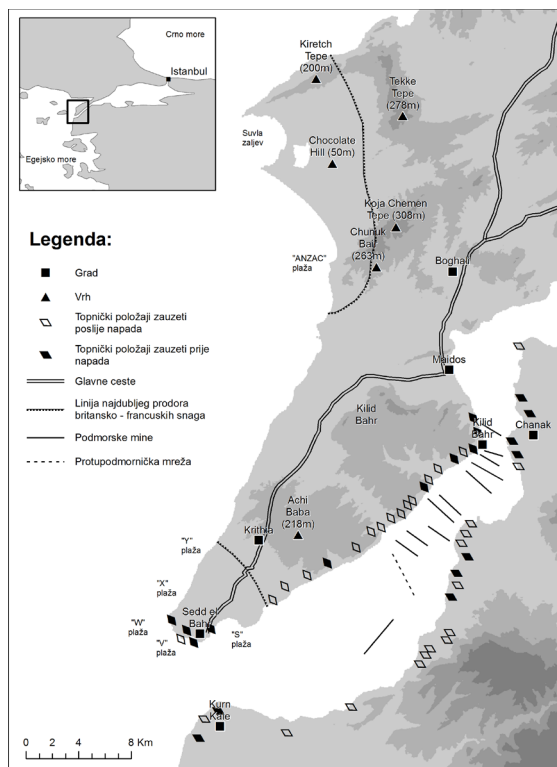 Crno more
Istanbul
Egejsko more
Kiretch
Tepe
(200m)
Tekke
Tepe
(278m)
Suvla
zaljev
Chocolate
Hill (50m)
Koja Chemen
Tepe (308m)
Chunuk
Bair
(263m)
"ANZAC"
plaža
Boghali
Legenda:
Grad
Vrh
Topnički položaji zauzeti
poslije napada
Topnički položaji zauzeti prije
napada
Glavne ceste
Linija najdubljeg prodora
britansko - francuskih snaga
Podmorske mine
Protupodmornička mreža
Maidos
Kilid
Bahr
Kilid
Bahr
Chanak
Achi
Baba
(218m)
Krithia
"Y"
plaža
"X"
plaža
"W"
plaža
"V"
plaža
Sedd el
Bahr
"S"
plaža
Kum
Kale
0 2 4 8 Km